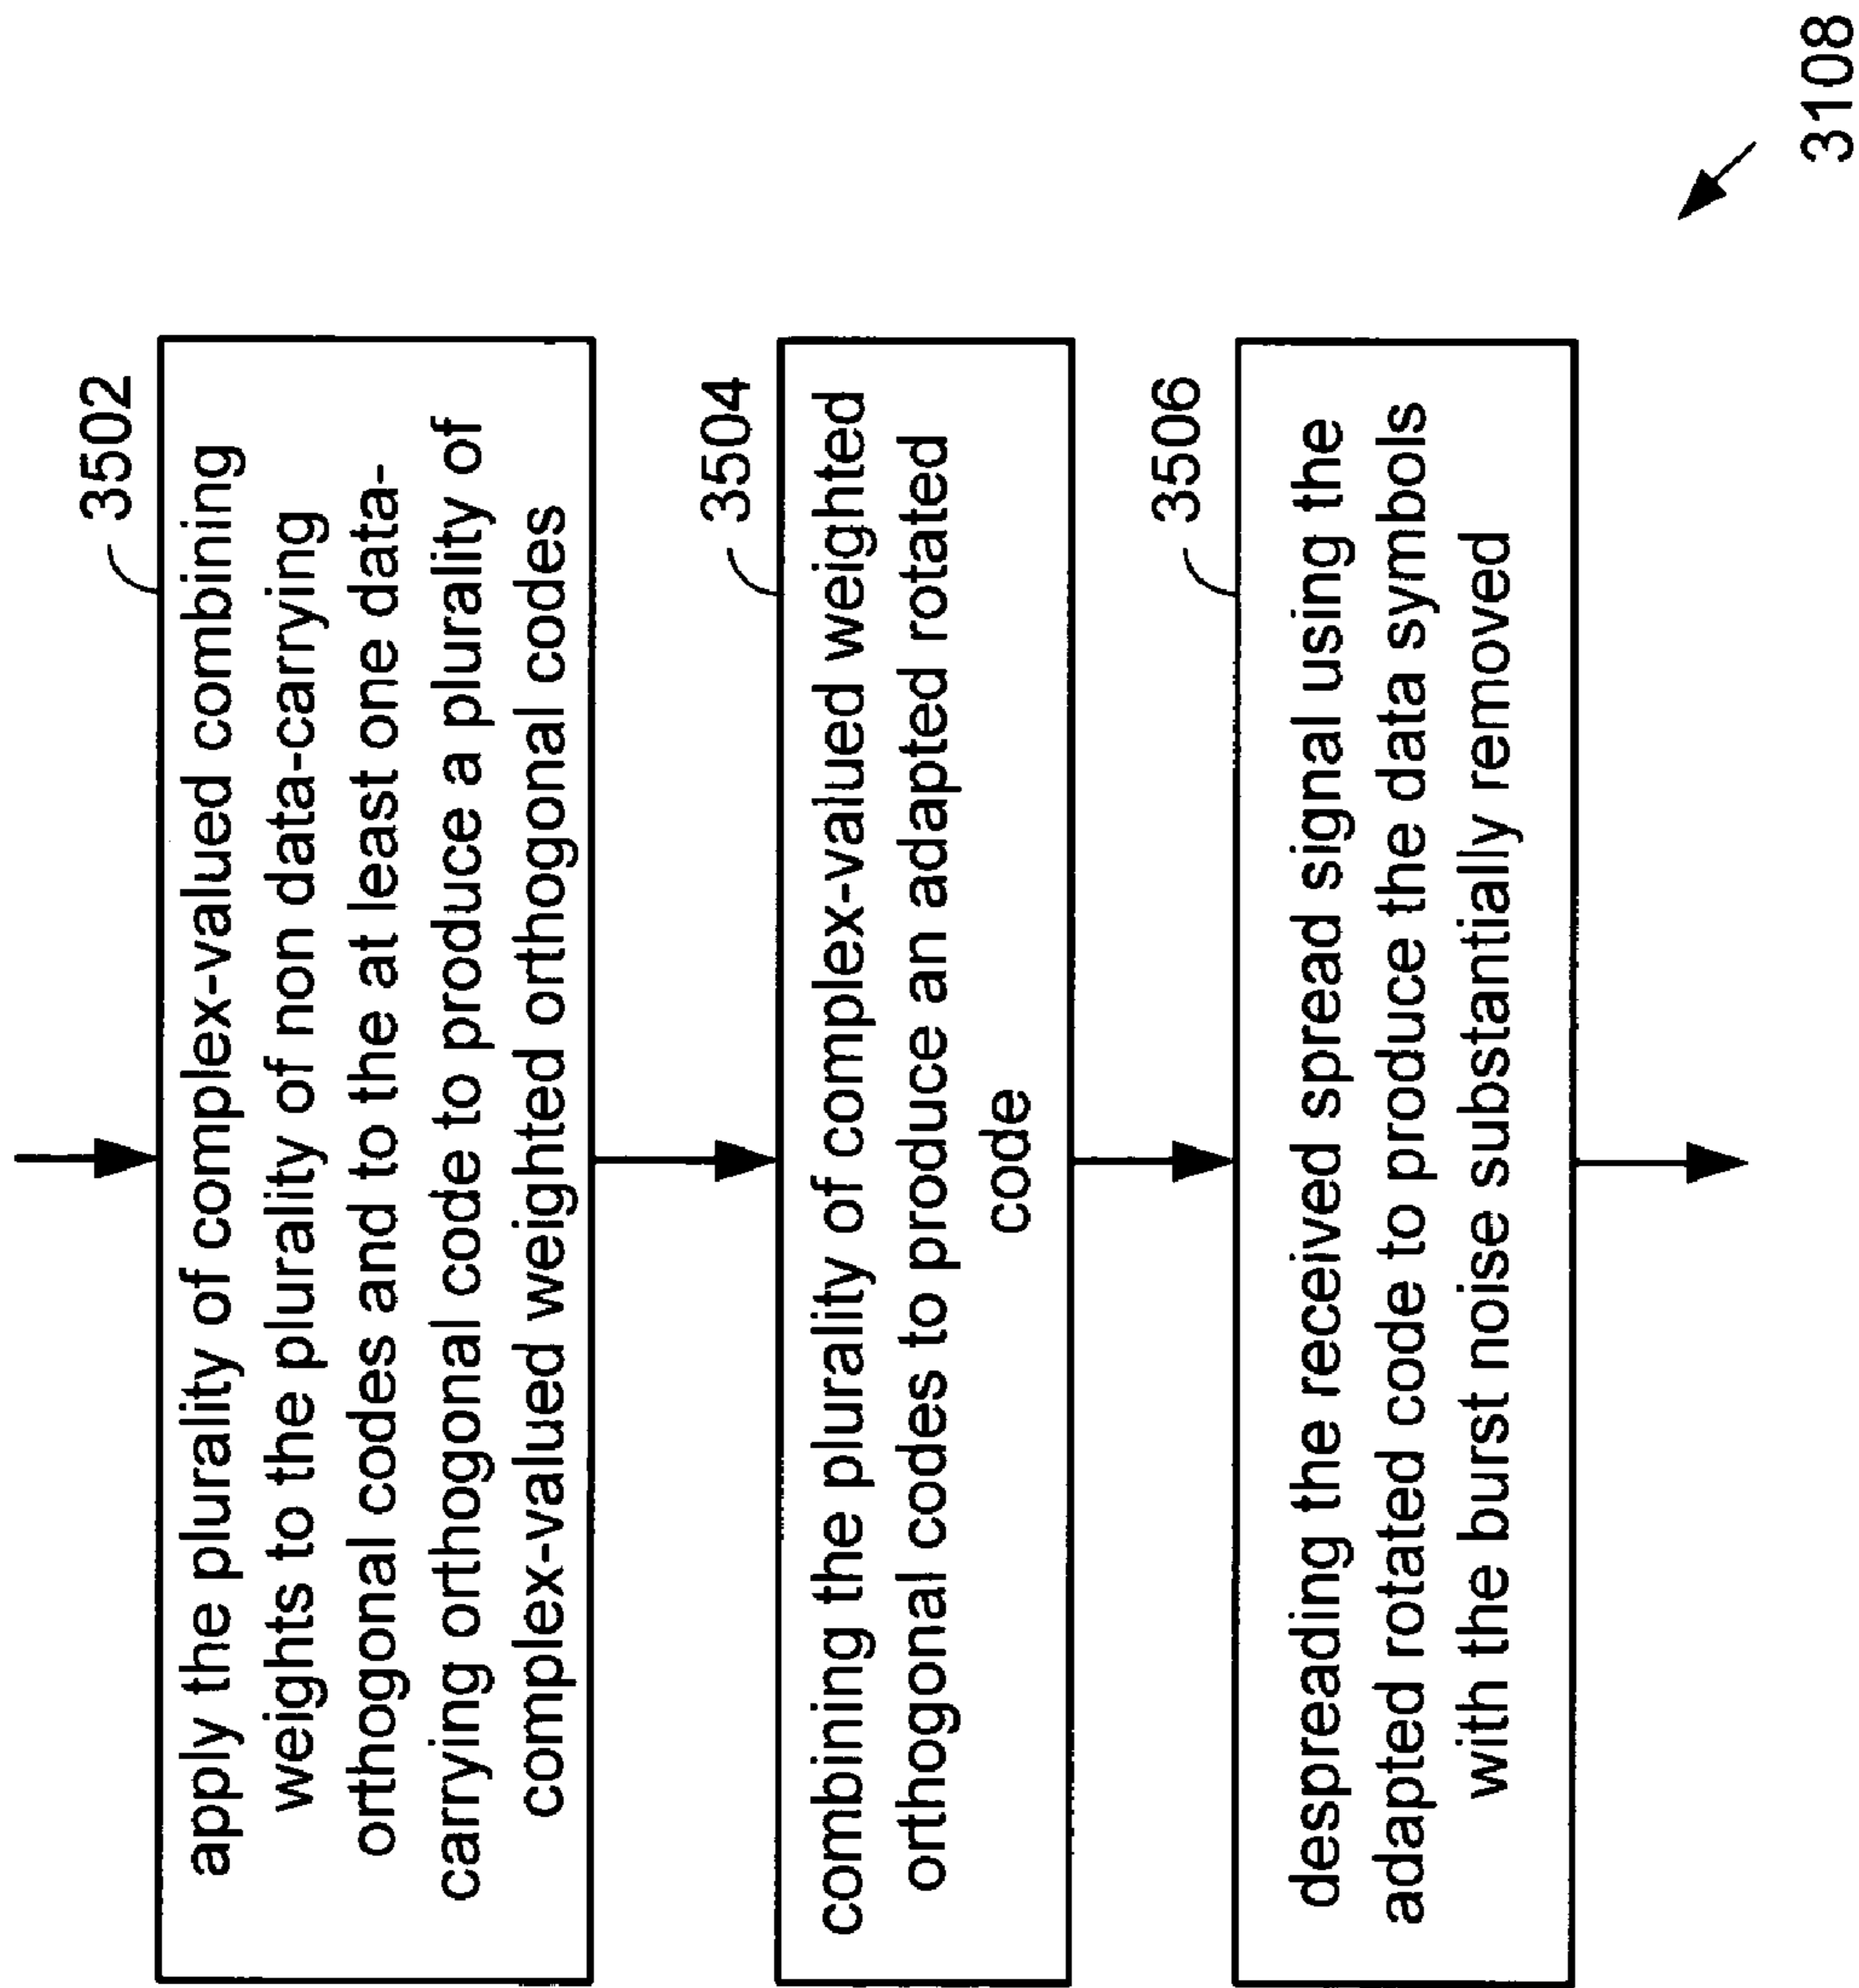 3502
apply the plurality of complex-valued combining
weights to the plurality of non data-carrying
orthogonal codes and to the at least one data-
carrying orthogonal code to produce a plurality of
complex-valued weighted orthogonal codes
3504
combining the plurality of complex-valued weighted
orthogonal codes to produce an adapted rotated
code
3506
despreading the received spread signal using the
adapted rotated code to produce the data symbols
with the burst noise substantially removed
3108